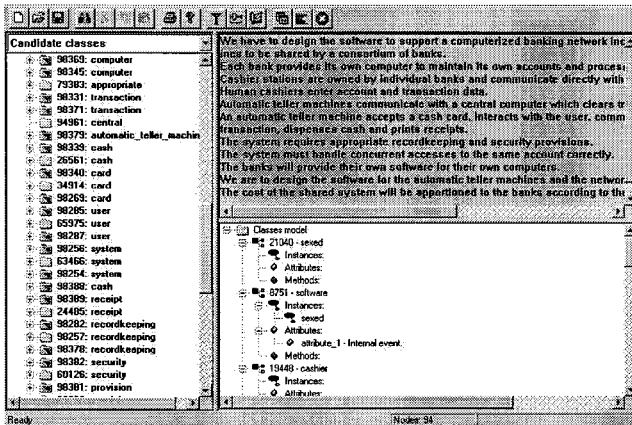 Candidate classes
98369: computer
98345: computer
79383: appropriate
98331: transaction
98371: transaction
94961: central
98379: automatic_teller_machin
98339: cash
26561: cash
98340: card
34914: card
98269: card
98285: user
65975: user
98287: user
98256: system
63466: system
98254: system
98388: cash
98389: receipt
24405: receipt
98282: recordkeeping
98257: recordkeeping
98378: recordkeeping
98382: security
60126: security
98381: provision
We have to design the software to support a computerized banking network inc
ines to be shared by a consortium of banks.
Each bank provides its own computer to maintain its own accounts and process
Cashier stations are owned by individual banks and communicate directly with
Human cashiers enter account and transaction data.
Automatic teller machines communicate with a central computer which clears tr
An automatic teller machine accepts a cash card, interacts with the user, comm
transaction, dispenses cash and prints receipts.
The system requires appropriate recordkeeping and security provisions.
The system must handle concurrent accesses to the same account correctly.
The banks will provide their own software for their own computers.
We are to design the software for the automatic teller machines and the networ
The cost of the shared system will be apportioned to the banks according to the
Classes model
21040 - sexed
Instances:
Attributes:
Methods:
8751 - software
Instances:
sexed
Attributes:
attribute_1 - Internal event.
Methods:
19448 - cashier
Instances:
Attributes:
Ready
Nodes: 94